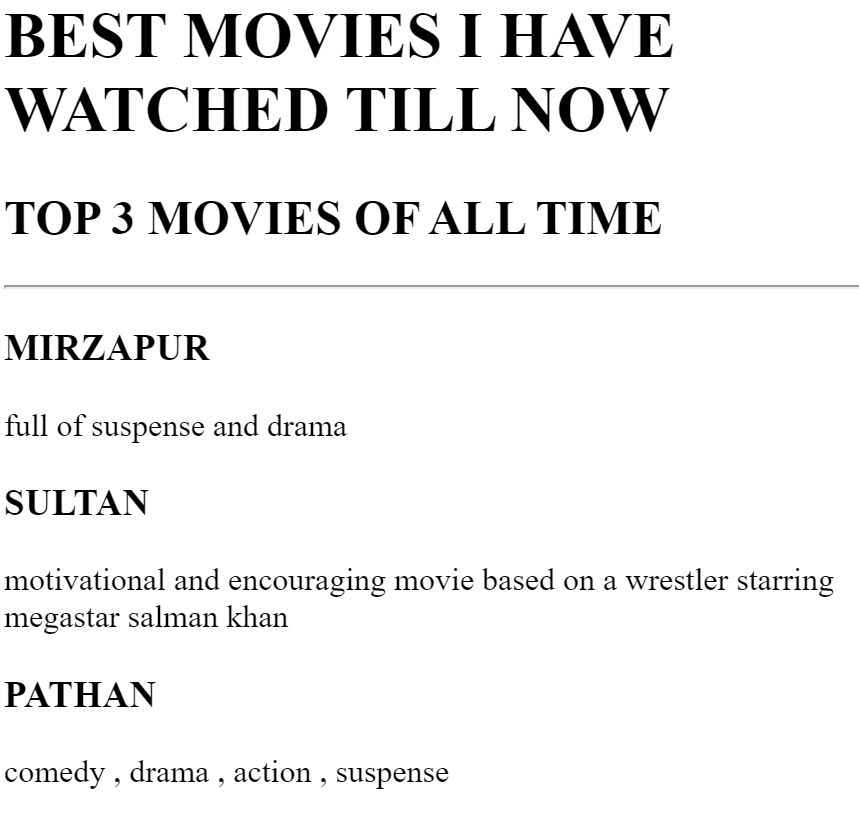 BEST MOVIES I HAVE
WATCHED TILL NOW
TOP 3 MOVIES OF ALL TIME
MIRZAPUR
full of suspense and drama
SULTAN
motivational and encouraging movie based on a wrestler starring
megastar salman khan
PATHAN
comedy , drama , action , suspense